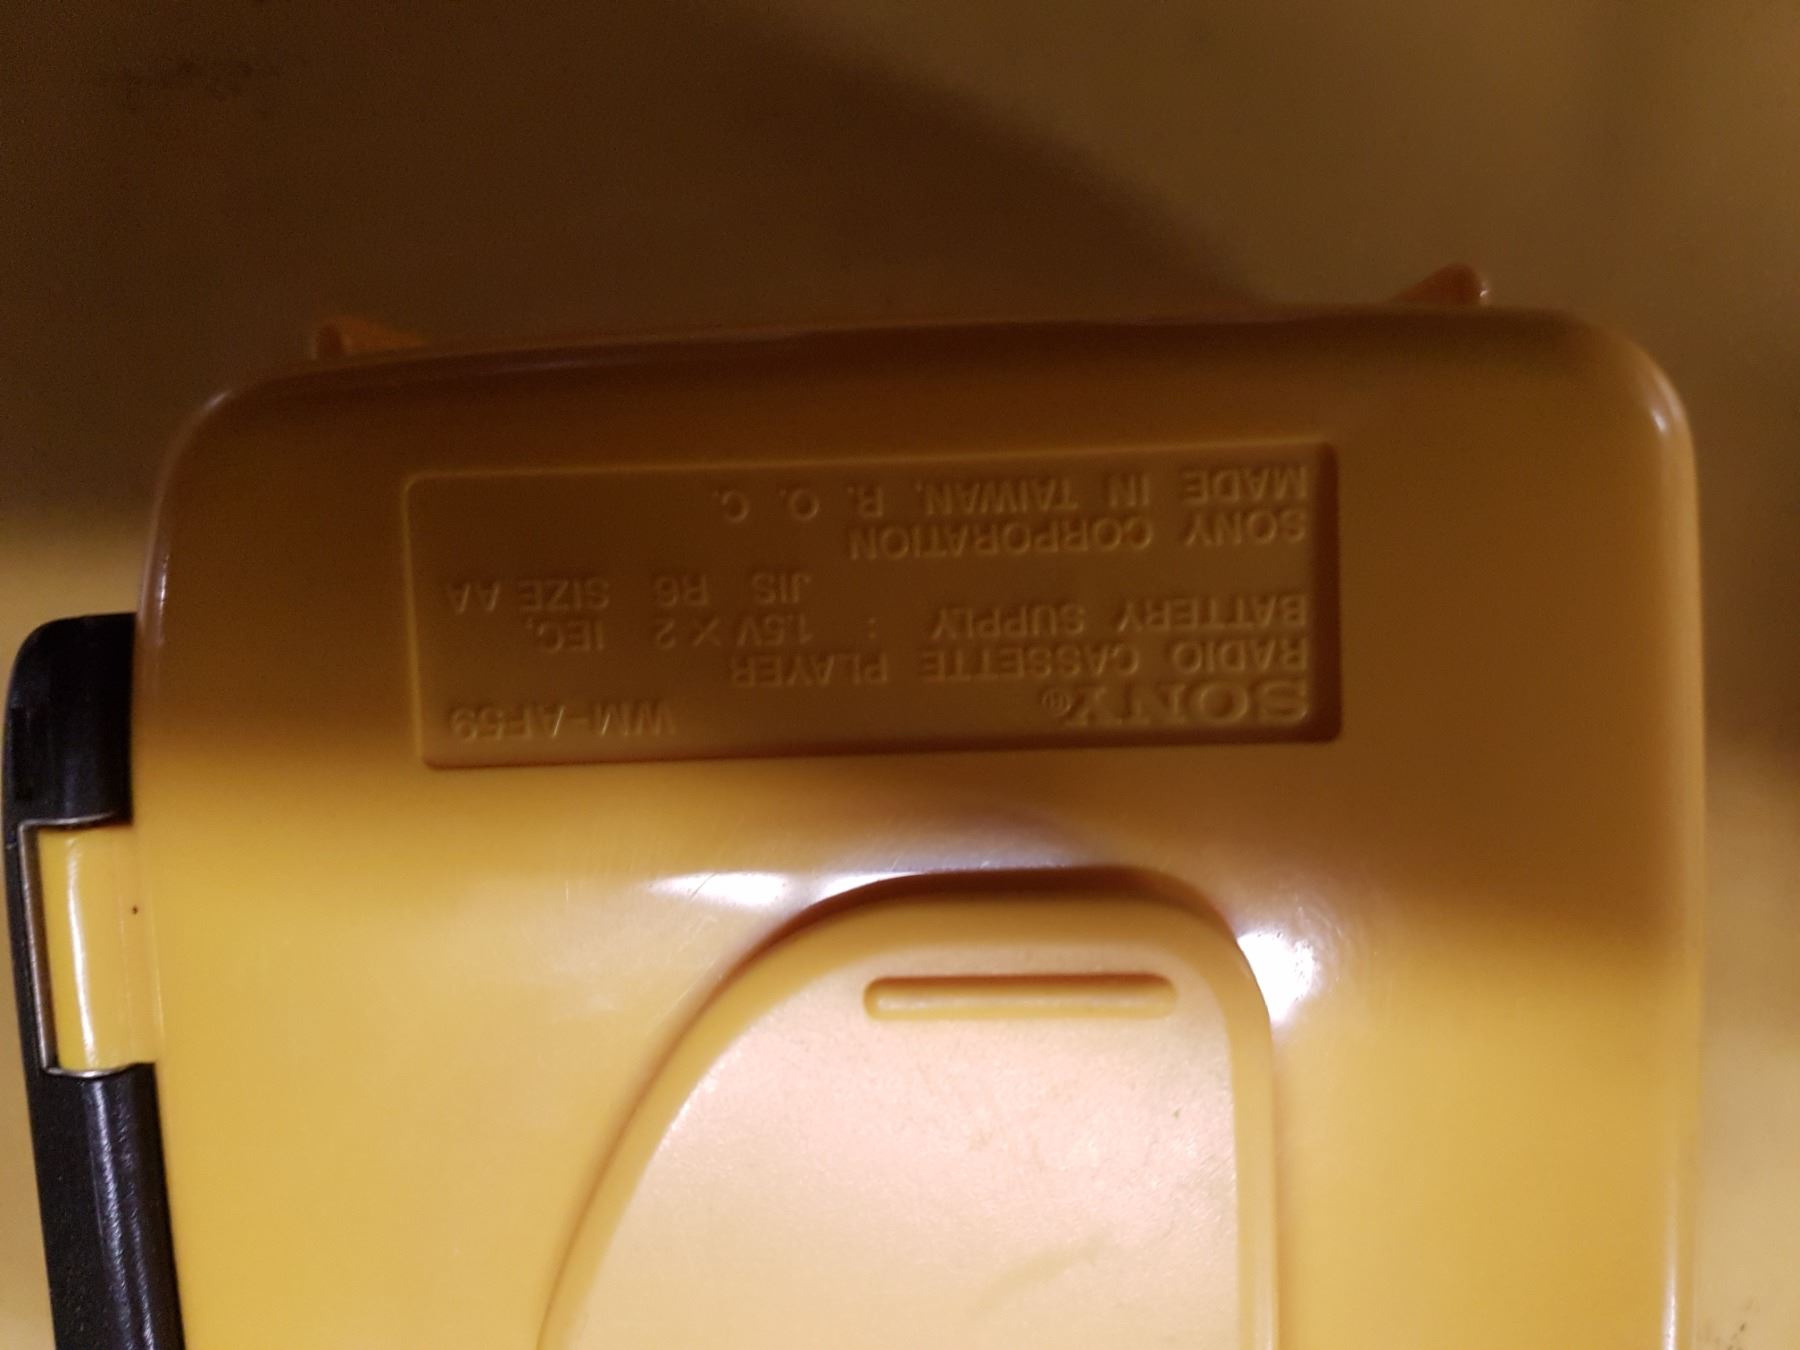 SONY® WM-AF59
RADIO CASSETTE PLAYER
BATTERY SUPPLY : 1.5V × 2 IEC,
JIS R6 SIZE AA
SONY CORPORATION
MADE IN TAIWAN, R. O. C.